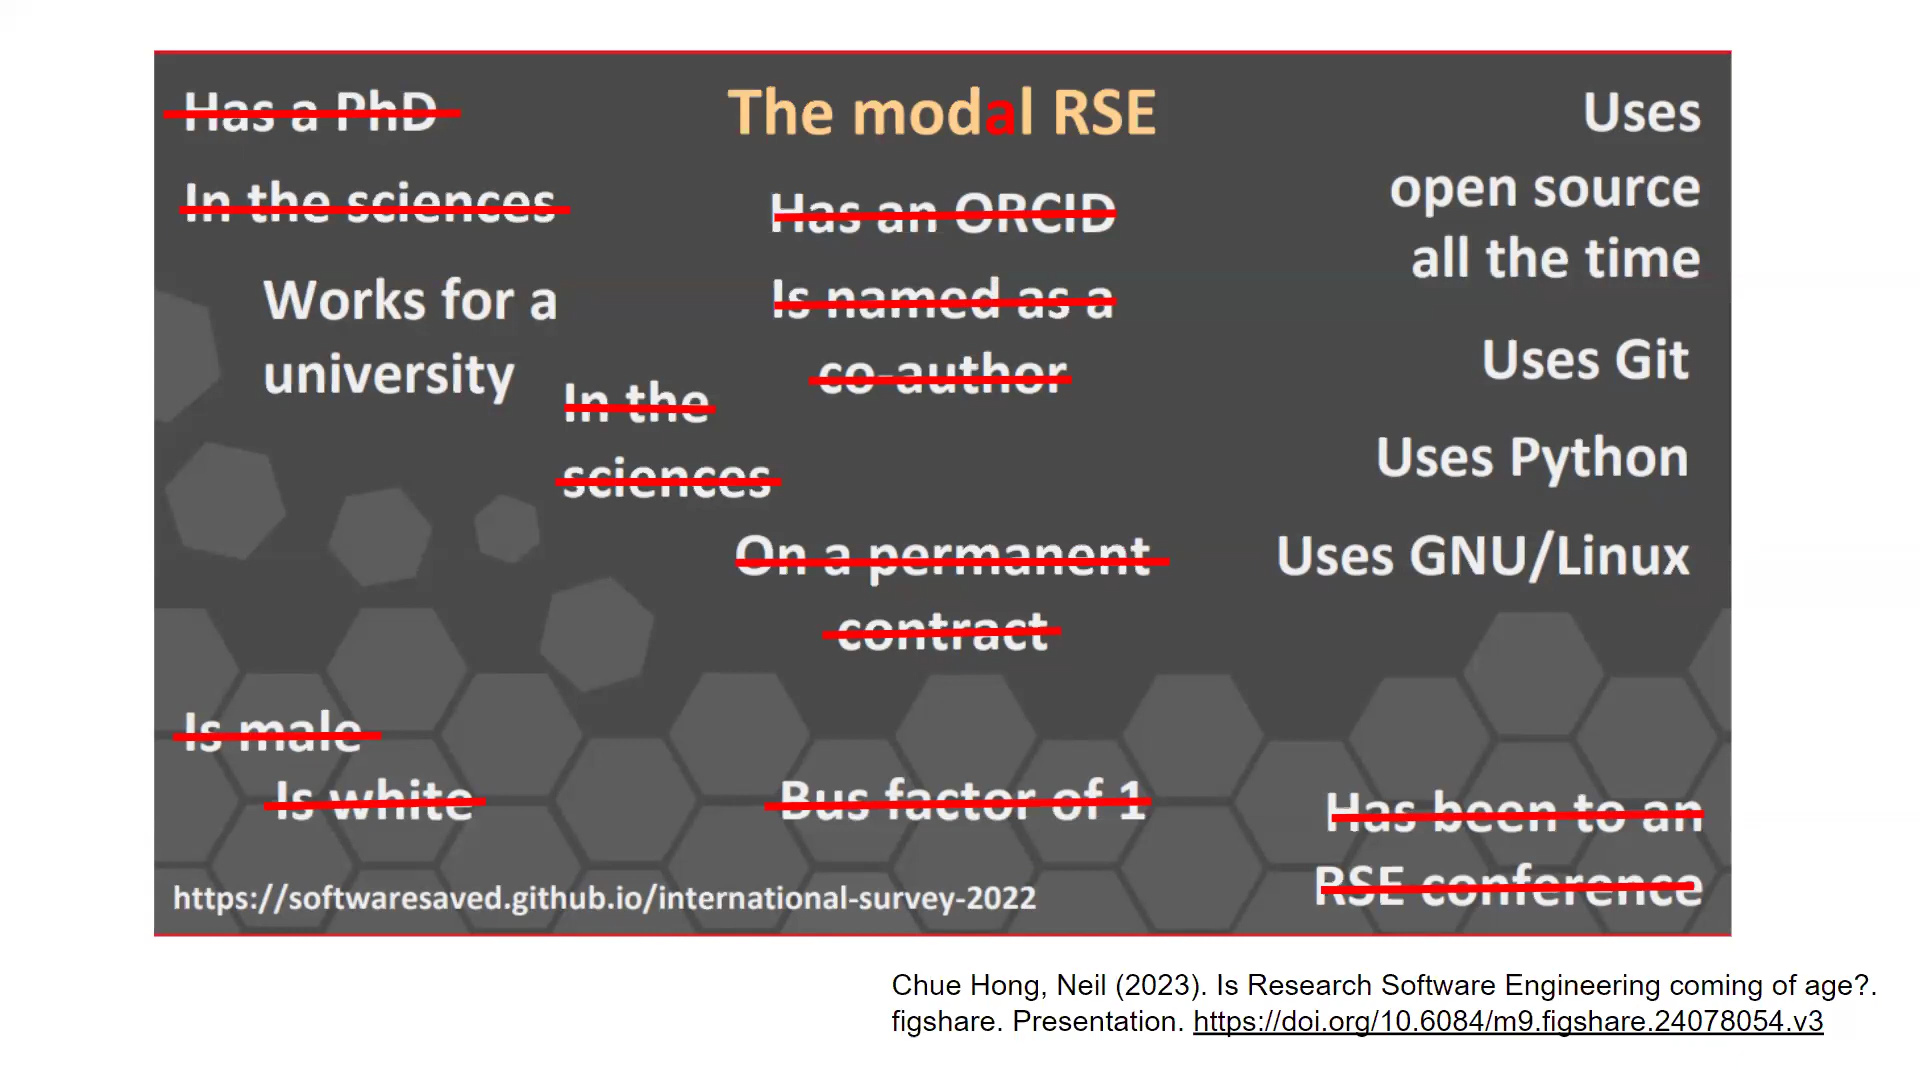 The modal RSE
Has a PhD
In the sciences
Works for a
university
In the
sciences
Has an ORCID
Is named as a
co-author
On a permanent
contract
Uses
open source
all the time
Uses Git
Uses Python
Uses GNU/Linux
Is male
Is white
Bus factor of 1
Has been to an
RSE conference
https://softwaresaved.github.io/international-survey-2022
Chue Hong, Neil (2023). Is Research Software Engineering coming of age?.
figshare. Presentation. https://doi.org/10.6084/m9.figshare.24078054.v3